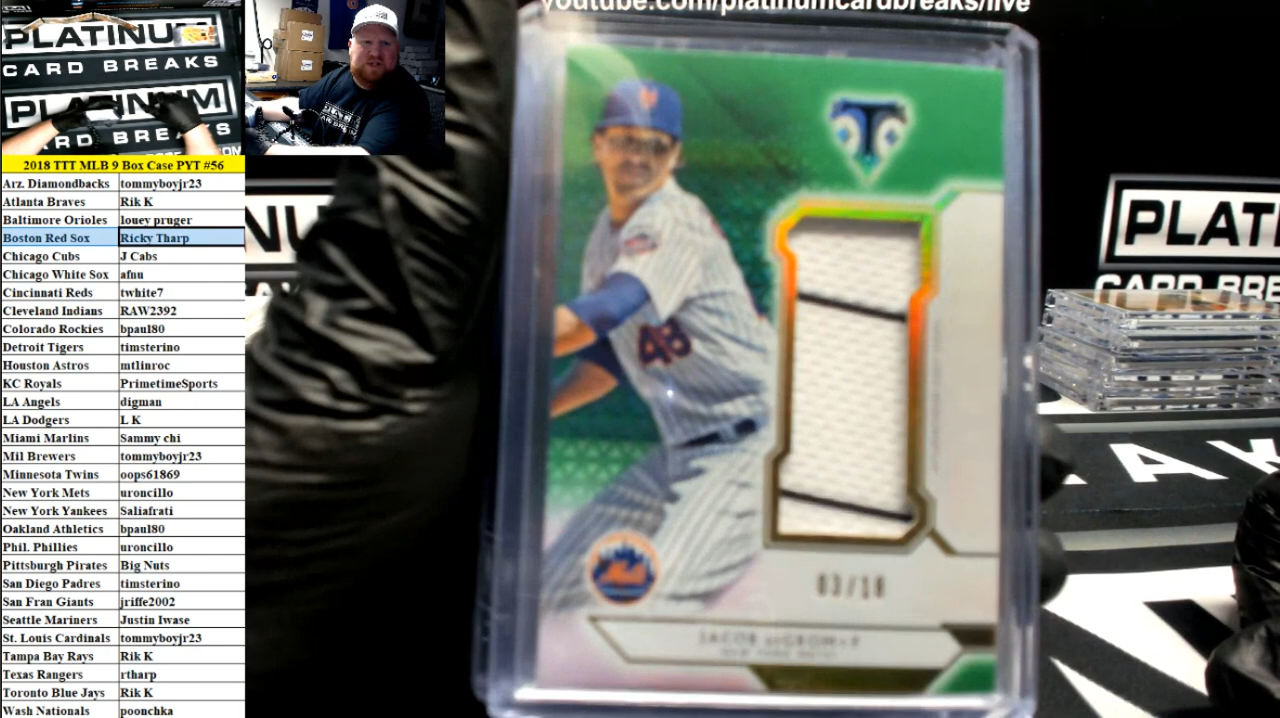 PLATINUM
CARD BREAKS
PLATINUM
CARD BREAKS
youtube.com/platinumcardbreaks/live
2018 TTT MLB 9 Box Case PYT #56
Arz. Diamondbacks tommyboyjr23
Atlanta Braves Rik K
Baltimore Orioles louey pruger
Boston Red Sox Ricky Tharp
Chicago Cubs J Cabs
Chicago White Sox afnu
Cincinnati Reds twhite7
Cleveland Indians RAW2392
Colorado Rockies bpaul80
Detroit Tigers timsterino
Houston Astros mtlinroc
KC Royals PrimetimeSports
LA Angels digman
LA Dodgers L K
Miami Marlins Sammy chi
Mil Brewers tommyboyjr23
Minnesota Twins oops61869
New York Mets uroncillo
New York Yankees Saliafrati
Oakland Athletics bpaul80
Phil. Phillies uroncillo
Pittsburgh Pirates Big Nuts
San Diego Padres timsterino
San Fran Giants jriffe2002
Seattle Mariners Justin Iwase
St. Louis Cardinals tommyboyjr23
Tampa Bay Rays Rik K
Texas Rangers rtharp
Toronto Blue Jays Rik K
Wash Nationals poonchka
48
Mets
JACOB deGROM
NEW YORK METS
PLAT
CARD BRE